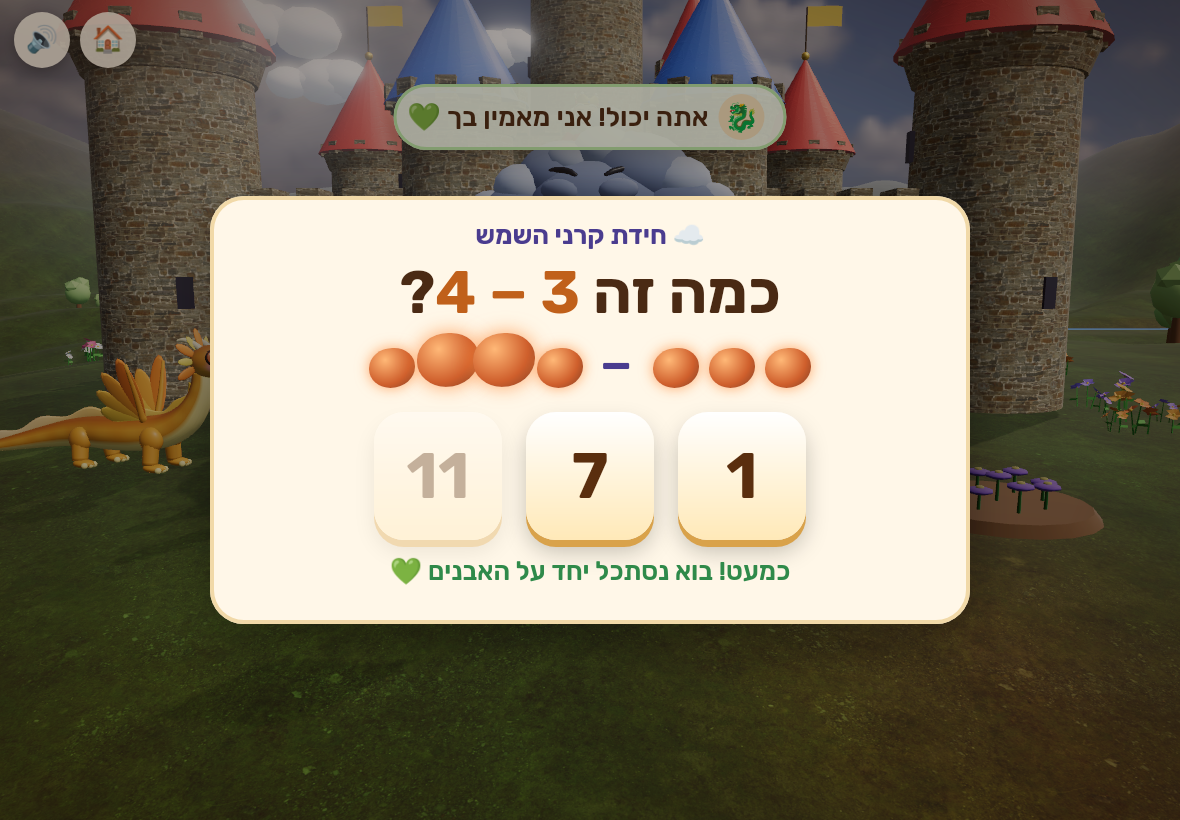 אתה יכול! אני מאמין בך
חידת קרני השמש
כמה זה 3 – 4?
–
1 7 11
כמעט! בוא נסתכל יחד על האבנים